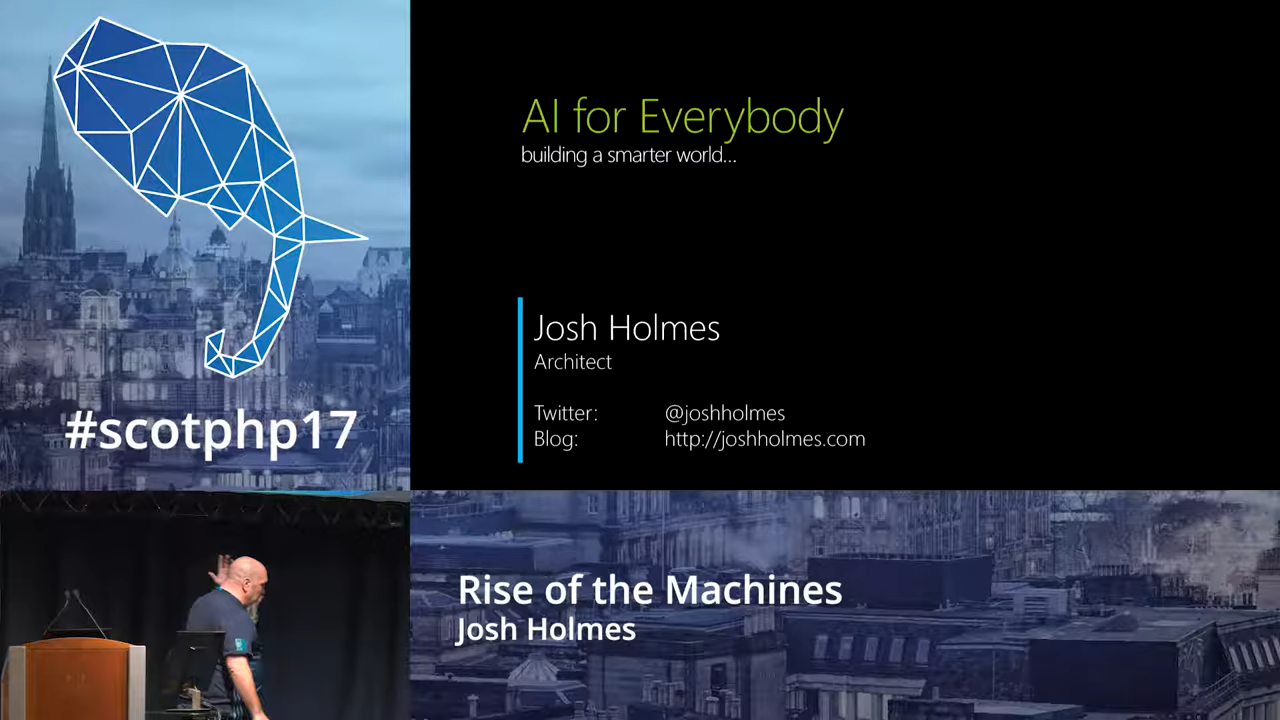 #scotphp17
AI for Everybody
building a smarter world...
Josh Holmes
Architect
Twitter: @joshholmes
Blog: http://joshholmes.com
Rise of the Machines
Josh Holmes